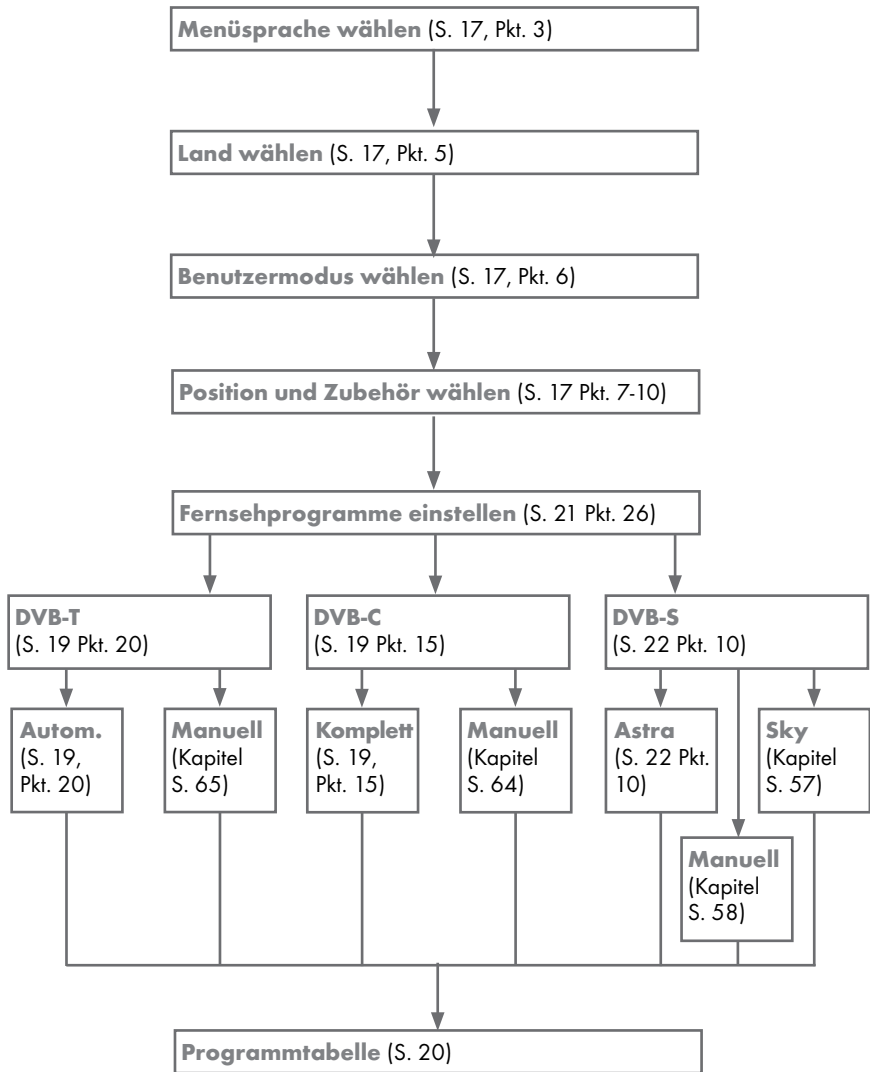 Menüsprache wählen (S. 17, Pkt. 3)
Land wählen (S. 17, Pkt. 5)
Benutzermodus wählen (S. 17, Pkt. 6)
Position und Zubehör wählen (S. 17 Pkt. 7-10)
Fernsehprogramme einstellen (S. 21 Pkt. 26)
DVB-T
(S. 19 Pkt. 20)
DVB-C
(S. 19 Pkt. 15)
DVB-S
(S. 22 Pkt. 10)
Autom.
(S. 19,
Pkt. 20)
Manuell
(Kapitel
S. 65)
Komplett
(S. 19,
Pkt. 15)
Manuell
(Kapitel
S. 64)
Astra
(S. 22 Pkt.
10)
Sky
(Kapitel
S. 57)
Manuell
(Kapitel
S. 58)
Programmtabelle (S. 20)